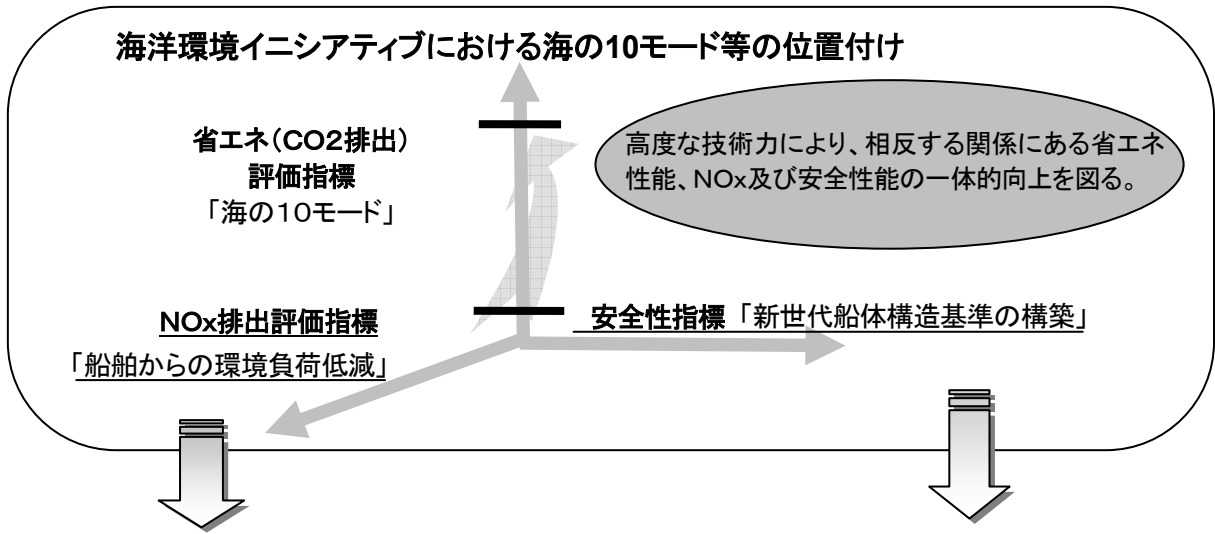 海洋環境イニシアティブにおける海の10モード等の位置付け
省エネ(CO2排出)
評価指標
「海の10モード」
高度な技術力により、相反する関係にある省エネ
性能、NOx及び安全性能の一体的向上を図る。
NOx排出評価指標
「船舶からの環境負荷低減」
安全性指標「新世代船体構造基準の構築」